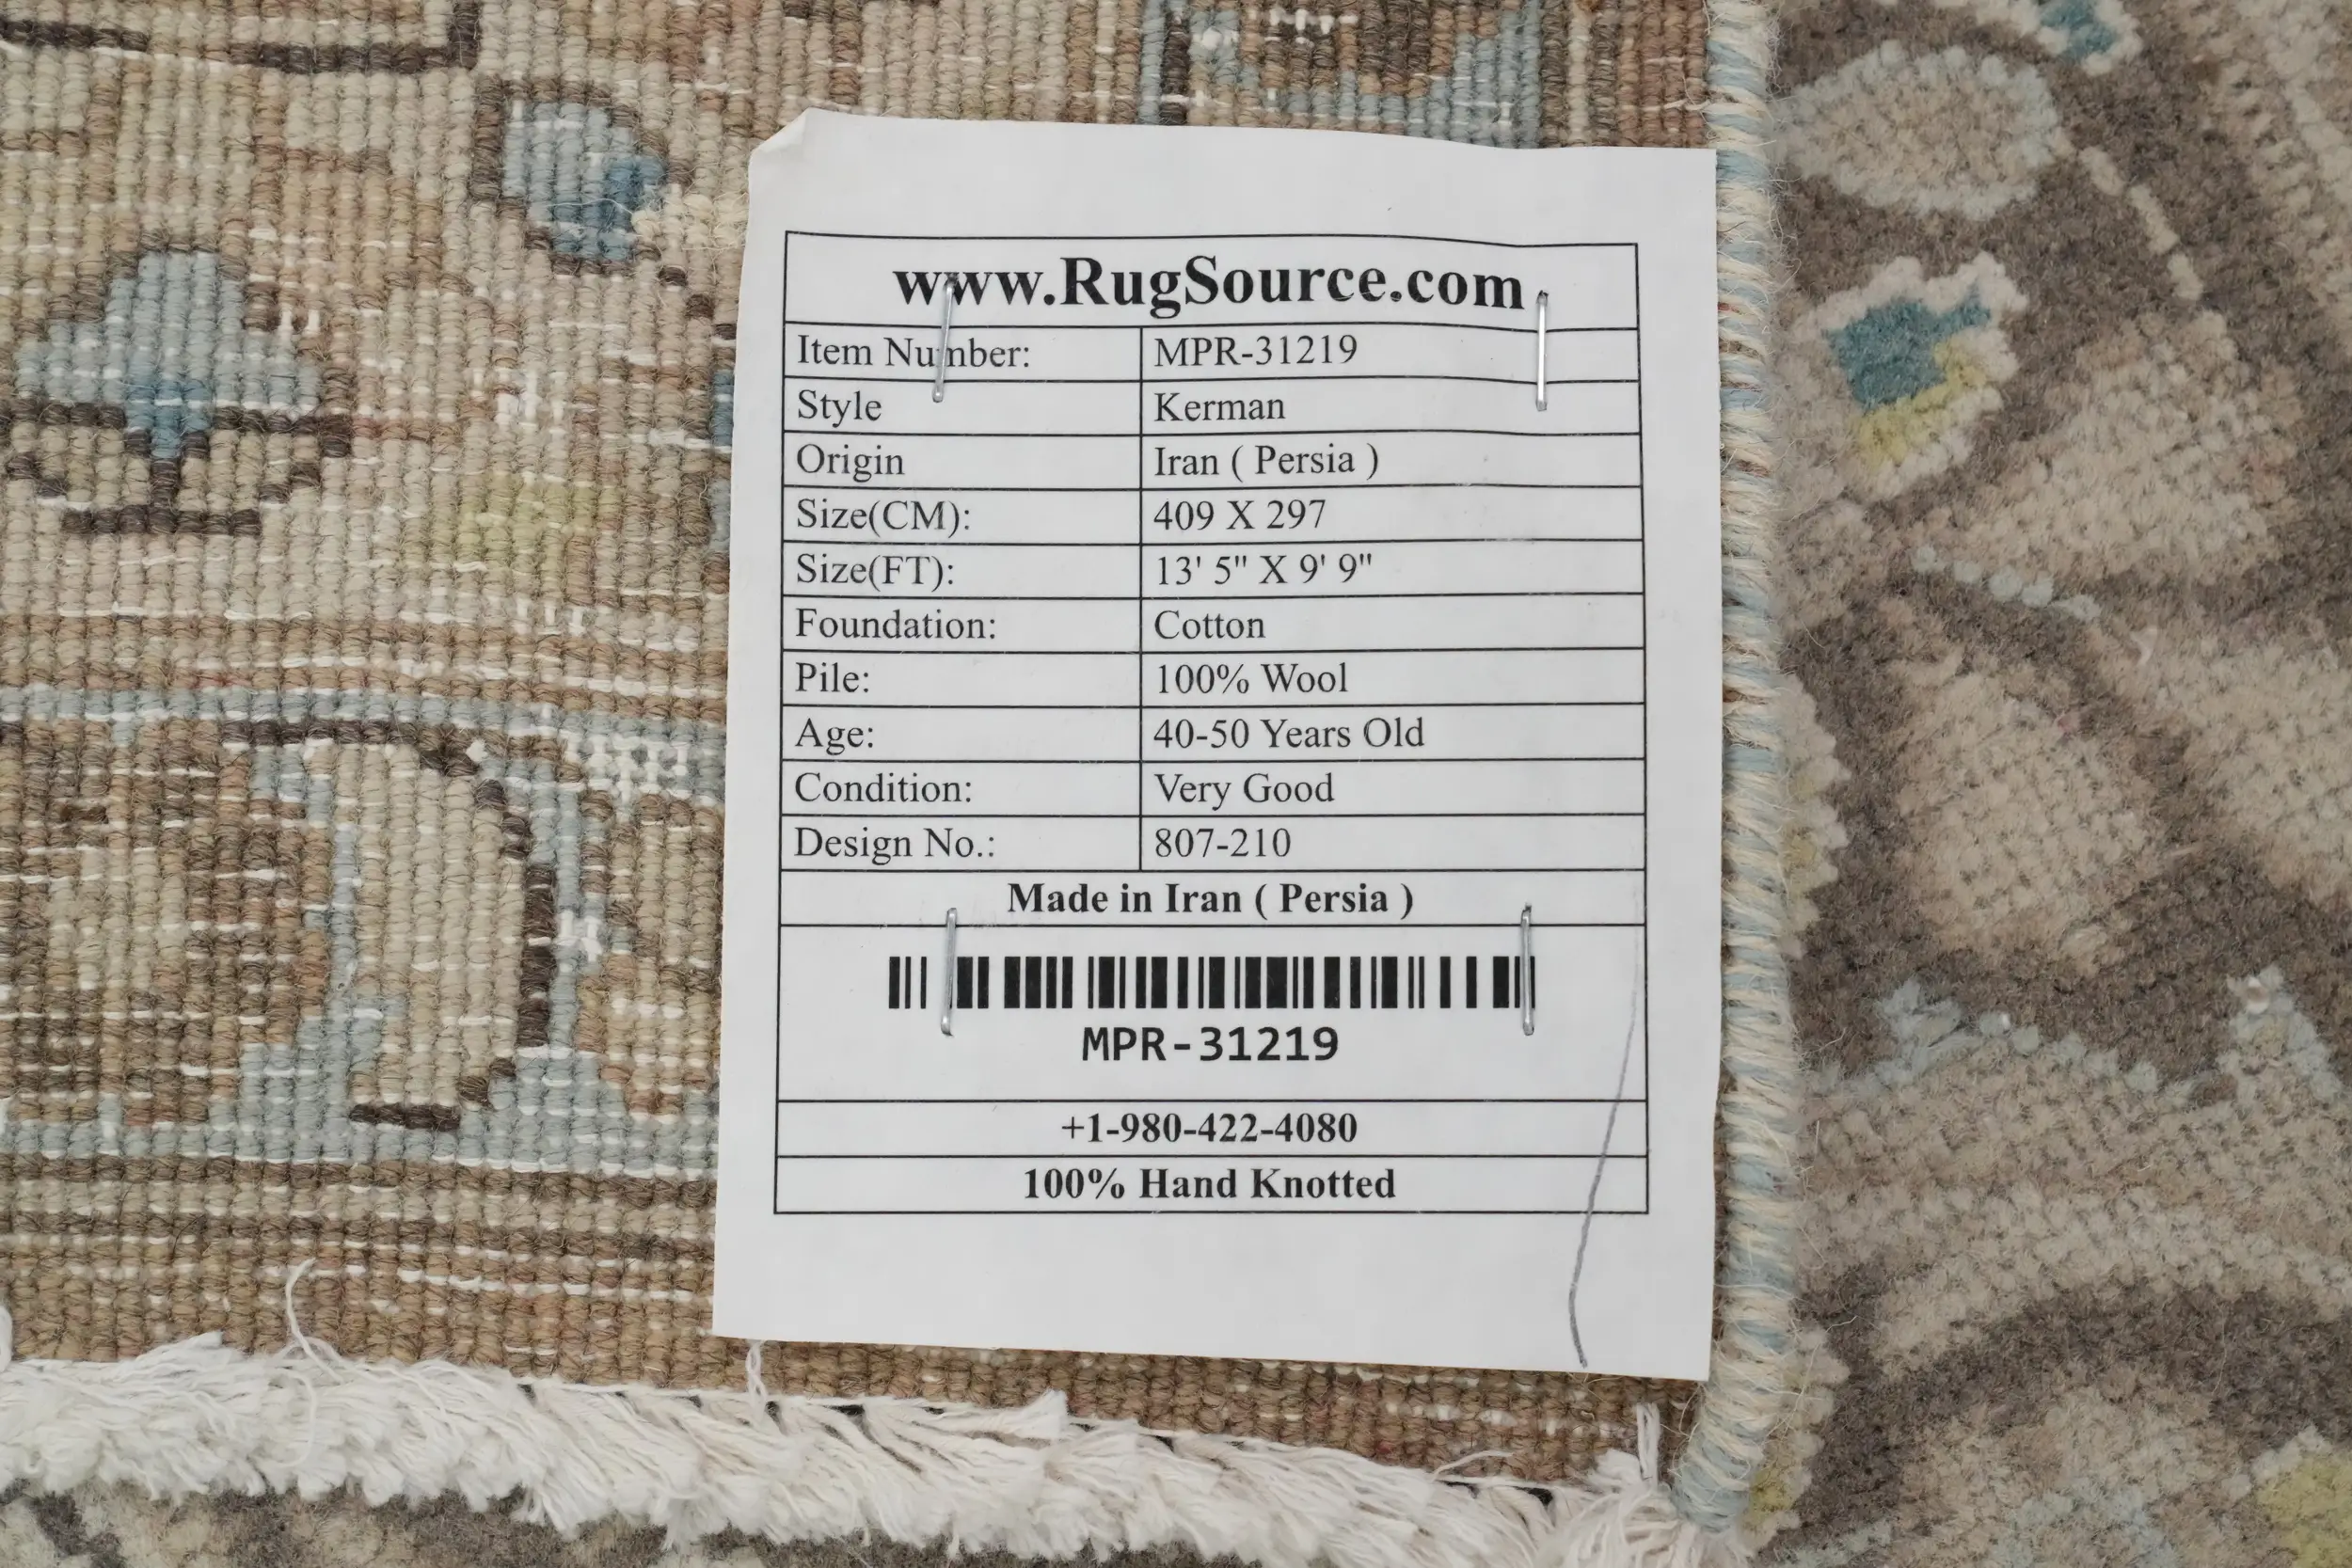 www.RugSource.com
Item Number: MPR-31219
Style Kerman
Origin Iran ( Persia )
Size(CM): 409 X 297
Size(FT): 13' 5" X 9' 9"
Foundation: Cotton
Pile: 100% Wool
Age: 40-50 Years Old
Condition: Very Good
Design No.: 807-210
Made in Iran ( Persia )
MPR-31219
+1-980-422-4080
100% Hand Knotted